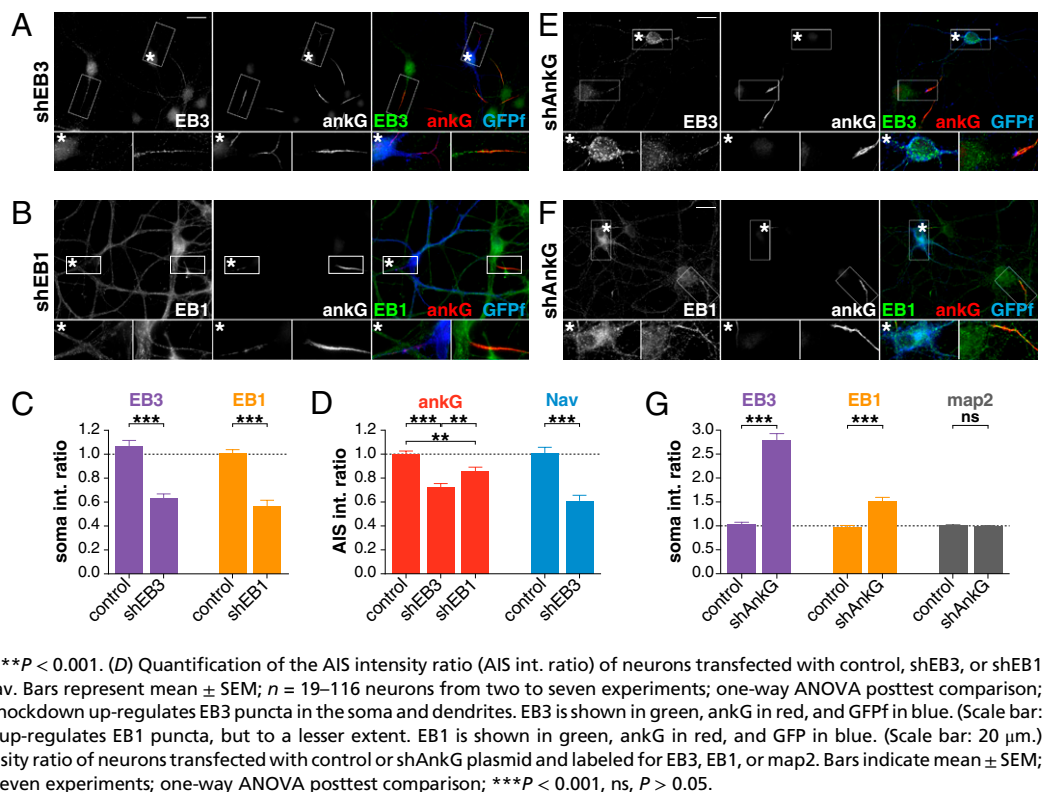 A
shEB3
*
EB3
*
ankG
*
EB3 ankG GFPf
*
*
*
E
shAnkG
*
EB3
*
ankG
*
EB3 ankG GFPf
*
*
*
B
shEB1
*
EB1
*
ankG
*
EB1 ankG GFPf
*
*
*
F
shAnkG
*
EB1
*
ankG
*
EB1 ankG GFPf
*
*
*
C
EB3 EB1
*** ***
soma int. ratio
1.2
1.0
0.8
0.6
0.4
0.2
0.0
control shEB3 control shEB1
D
ankG Nav
*** ** ***
**
AIS int. ratio
1.2
1.0
0.8
0.6
0.4
0.2
0.0
control shEB3 shEB1 control shEB3
G
EB3 EB1 map2
*** *** ns
soma int. ratio
3.0
2.5
2.0
1.5
1.0
0.5
0.0
control shAnkG control shAnkG control shAnkG
**P < 0.001. (D) Quantification of the AIS intensity ratio (AIS int. ratio) of neurons transfected with control, shEB3, or shEB1
av. Bars represent mean ± SEM; n = 19–116 neurons from two to seven experiments; one-way ANOVA posttest comparison;
nockdown up-regulates EB3 puncta in the soma and dendrites. EB3 is shown in green, ankG in red, and GFPf in blue. (Scale bar:
up-regulates EB1 puncta, but to a lesser extent. EB1 is shown in green, ankG in red, and GFP in blue. (Scale bar: 20 μm.)
sity ratio of neurons transfected with control or shAnkG plasmid and labeled for EB3, EB1, or map2. Bars indicate mean ± SEM;
seven experiments; one-way ANOVA posttest comparison; ***P < 0.001, ns, P > 0.05.